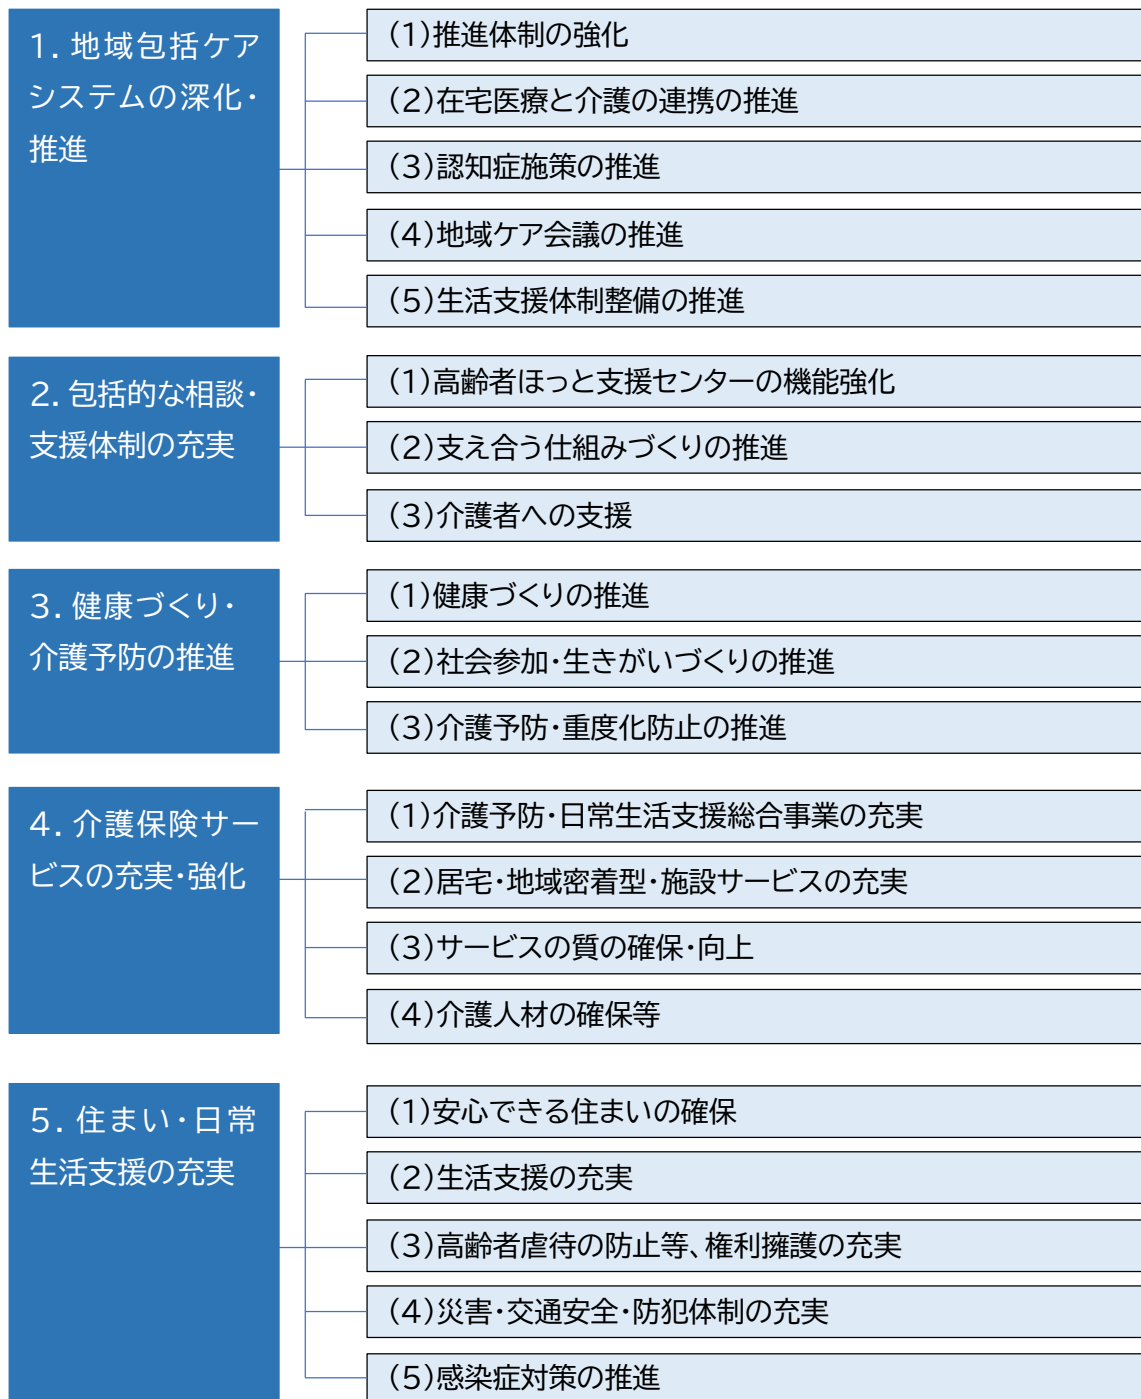 1．地域包括ケア
システムの深化・
推進
(1)推進体制の強化
(2)在宅医療と介護の連携の推進
(3)認知症施策の推進
(4)地域ケア会議の推進
(5)生活支援体制整備の推進
2．包括的な相談・
支援体制の充実
(1)高齢者ほっと支援センターの機能強化
(2)支え合う仕組みづくりの推進
(3)介護者への支援
3．健康づくり・
介護予防の推進
(1)健康づくりの推進
(2)社会参加・生きがいづくりの推進
(3)介護予防・重度化防止の推進
4．介護保険サー
ビスの充実・強化
(1)介護予防・日常生活支援総合事業の充実
(2)居宅・地域密着型・施設サービスの充実
(3)サービスの質の確保・向上
(4)介護人材の確保等
5．住まい・日常
生活支援の充実
(1)安心できる住まいの確保
(2)生活支援の充実
(3)高齢者虐待の防止等、権利擁護の充実
(4)災害・交通安全・防犯体制の充実
(5)感染症対策の推進